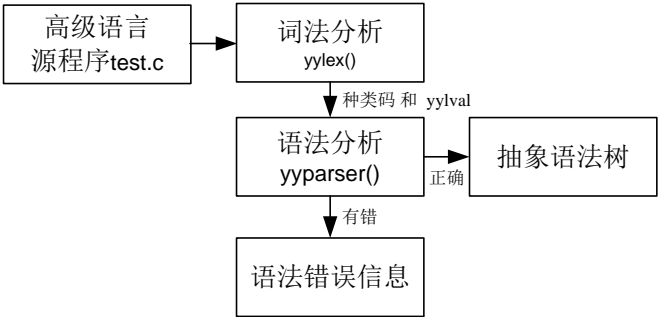 高级语言
源程序test.c
词法分析
yylex()
种类码 和 yylval
语法分析
yyparser()
正确
抽象语法树
有错
语法错误信息